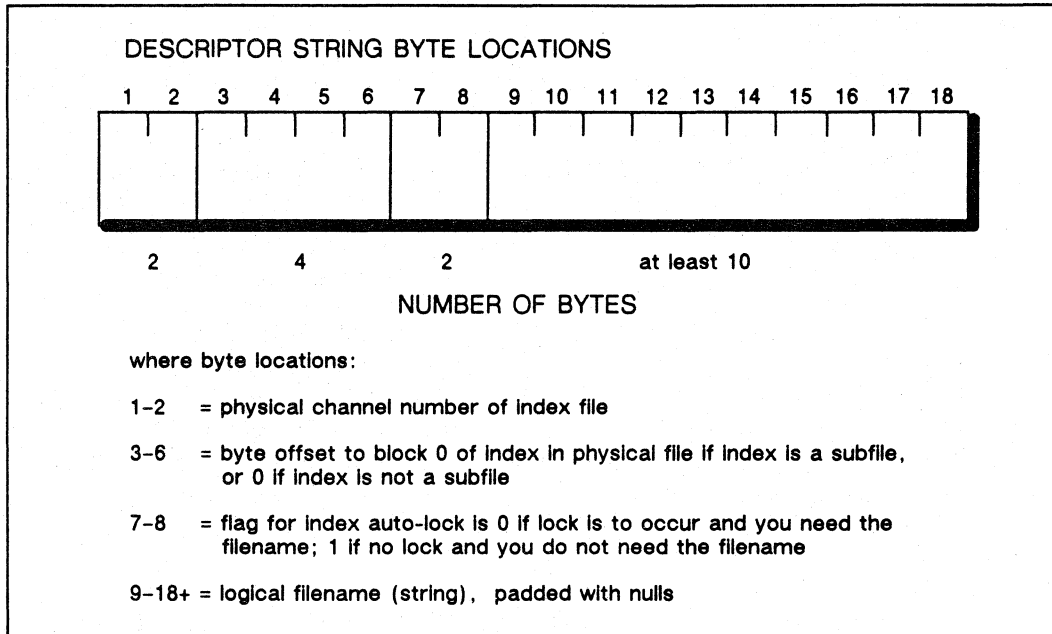 DESCRIPTOR STRING BYTE LOCATIONS
1 2 3 4 5 6 7 8 9 10 11 12 13 14 15 16 17 18
2 4 2 at least 10
NUMBER OF BYTES
where byte locations:
1-2 = physical channel number of index file
3-6 = byte offset to block 0 of index in physical file if index is a subfile,
or 0 if index is not a subfile
7-8 = flag for index auto-lock is 0 if lock is to occur and you need the
filename; 1 if no lock and you do not need the filename
9-18+ = logical filename (string), padded with nulls